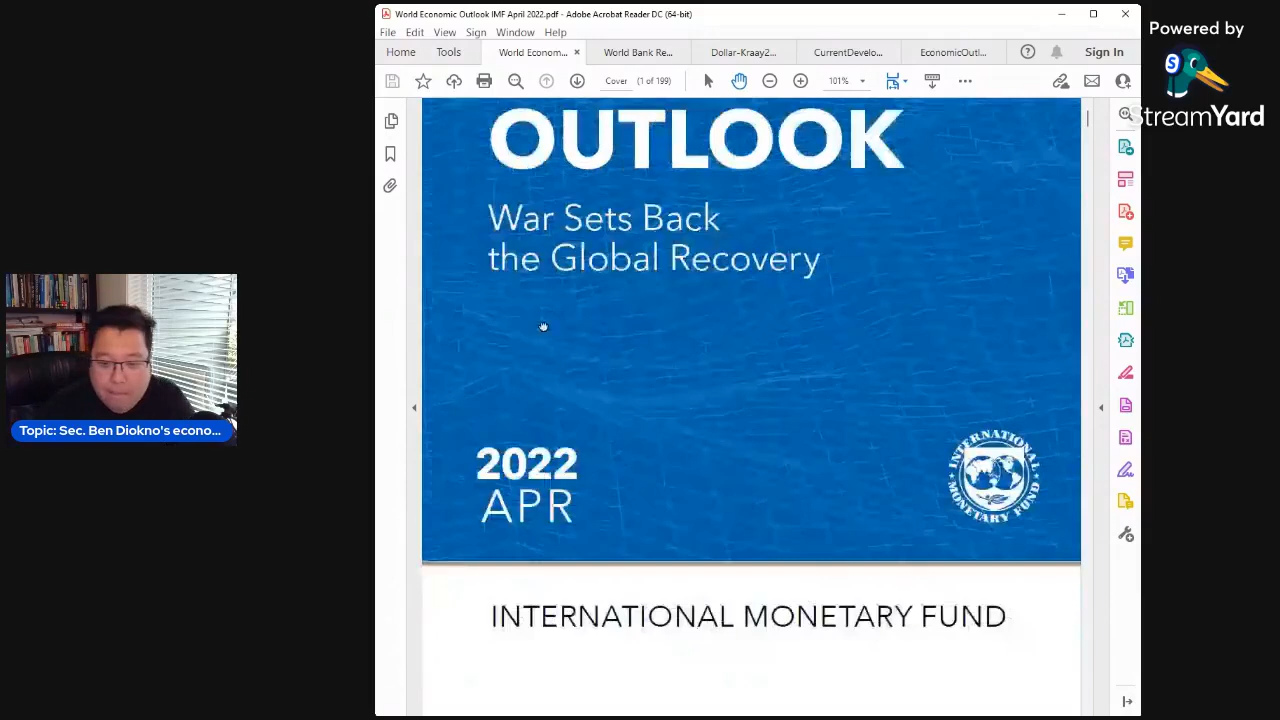 World Economic Outlook IMF April 2022.pdf - Adobe Acrobat Reader DC (64-bit)
File Edit View Sign Window Help
Home Tools World Econom... × World Bank Re... Dollar-Kraay2... CurrentDevelo... EconomicOutl... Sign In
Cover (1 of 199) 101%
Powered by
StreamYard
OUTLOOK
War Sets Back
the Global Recovery
2022
APR
INTERNATIONAL
MONETARY FUND
INTERNATIONAL MONETARY FUND
Topic: Sec. Ben Diokno's econo...